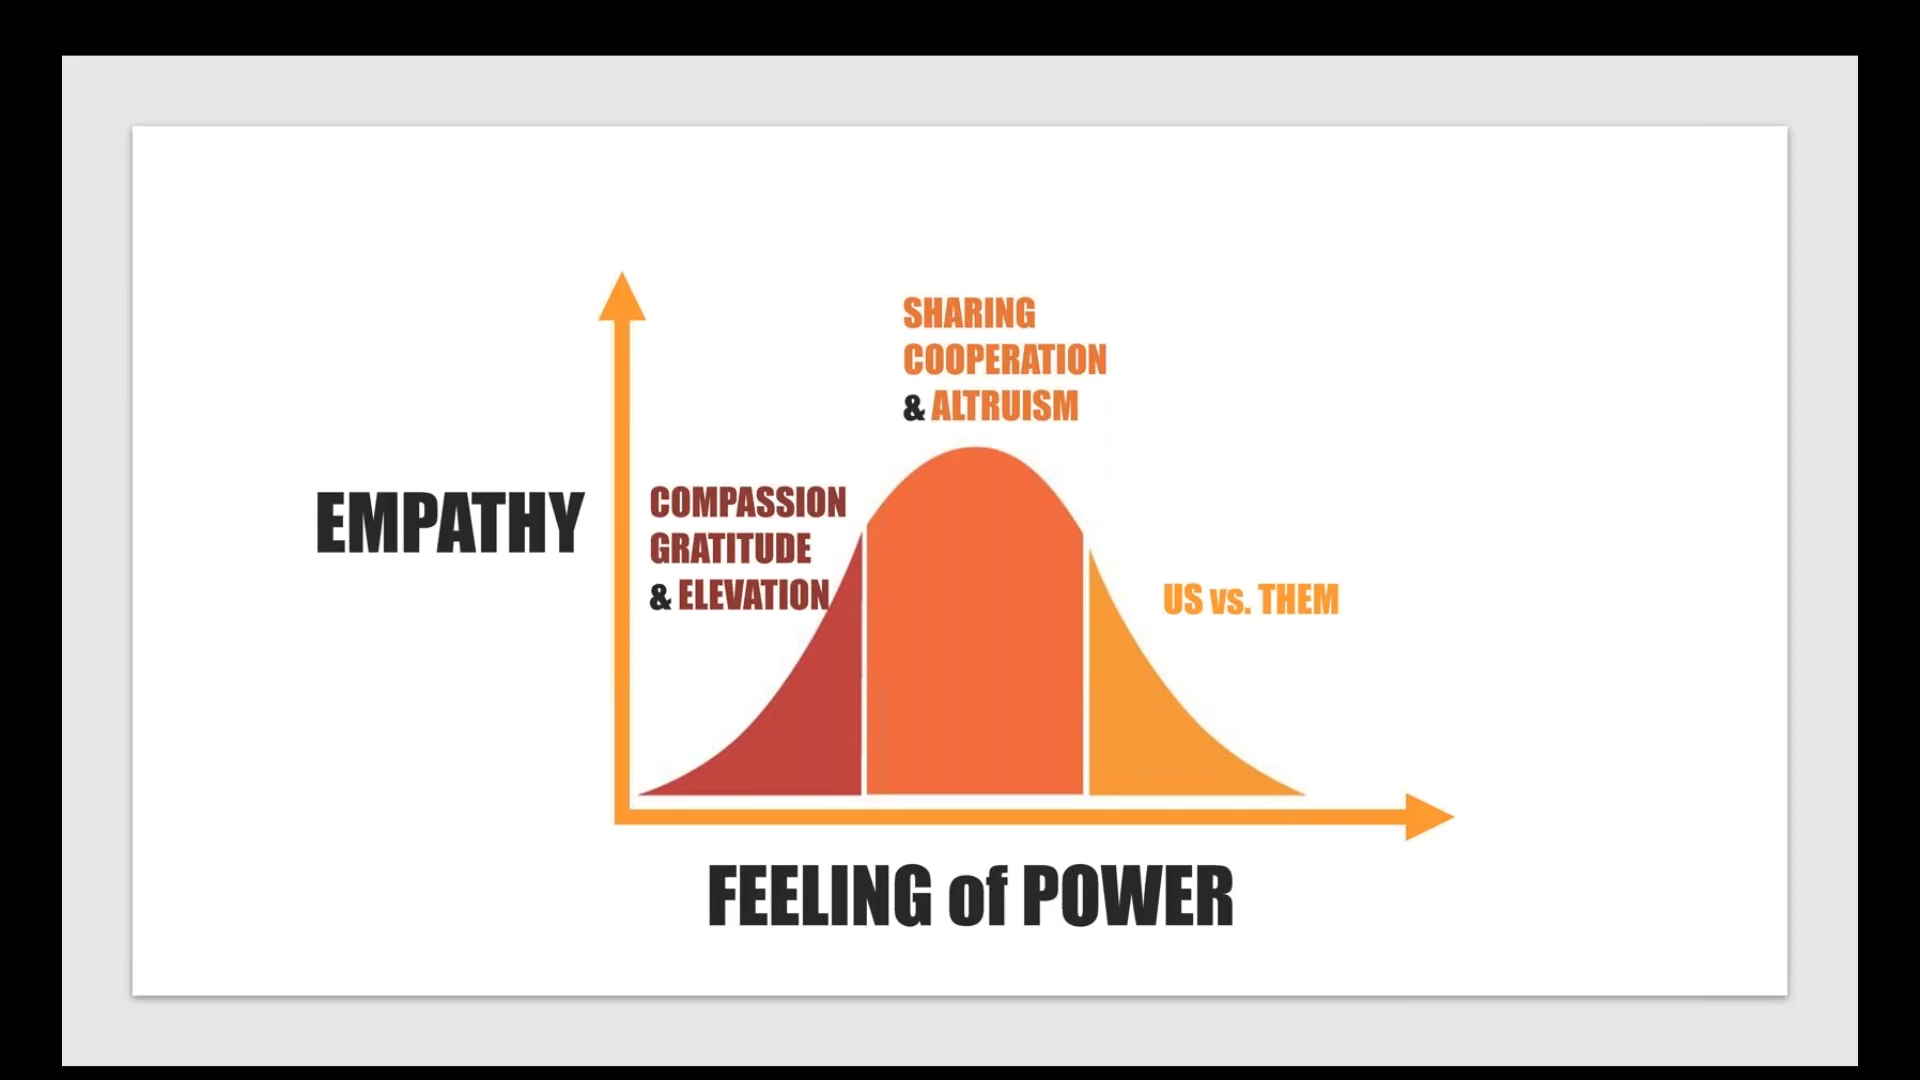 SHARING
COOPERATION
& ALTRUISM
EMPATHY
COMPASSION
GRATITUDE
& ELEVATION
US vs. THEM
FEELING of POWER